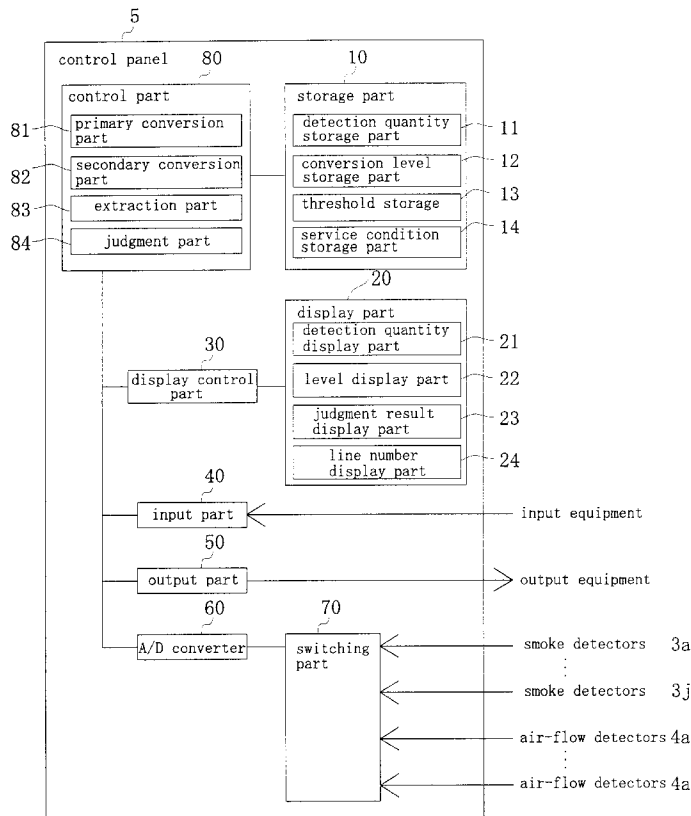 5
control panel
80
10
control part
storage part
81
primary conversion
part
detection quantity
storage part
11
82
secondary conversion
part
conversion level
storage part
12
83
extraction part
threshold storage
13
84
judgment part
service condition
storage part
14
20
display part
detection quantity
display part
21
30
display control
part
level display part
22
judgment result
display part
23
line number
display part
24
40
input part
input equipment
50
output part
output equipment
60
70
A/D converter
switching
part
smoke detectors 3a
smoke detectors 3j
air-flow detectors 4a
air-flow detectors 4a